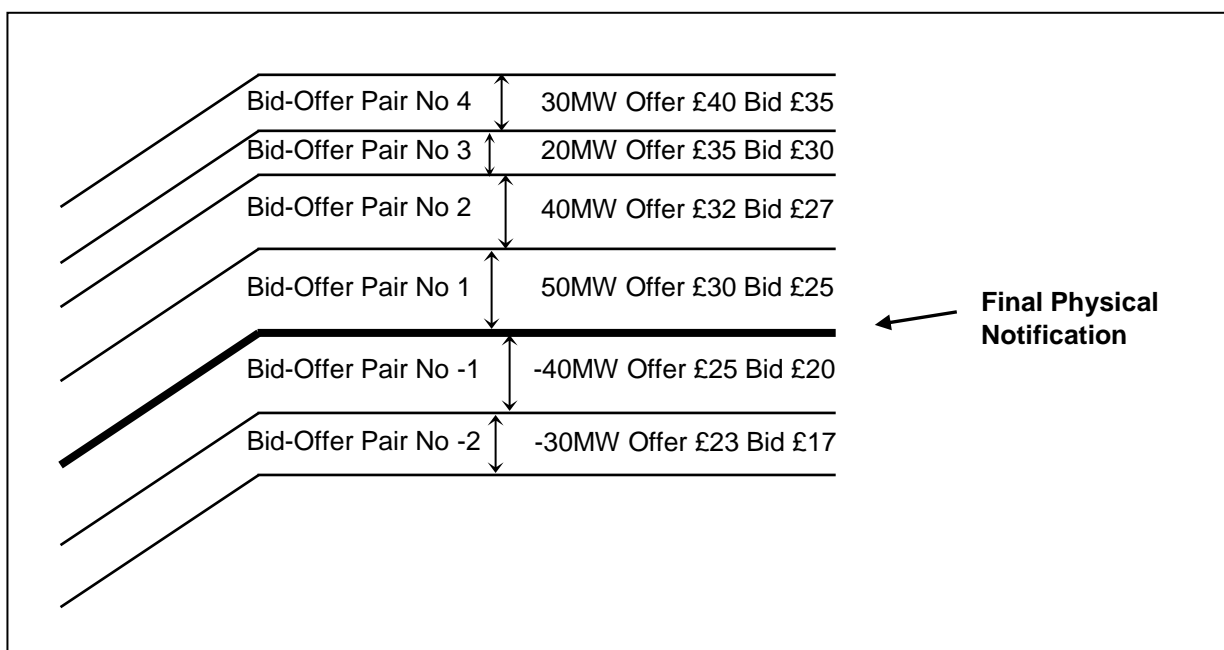 Bid-Offer Pair No 4 30MW Offer £40 Bid £35
Bid-Offer Pair No 3 20MW Offer £35 Bid £30
Bid-Offer Pair No 2 40MW Offer £32 Bid £27
Bid-Offer Pair No 1 50MW Offer £30 Bid £25
Final Physical
Notification
Bid-Offer Pair No -1 -40MW Offer £25 Bid £20
Bid-Offer Pair No -2 -30MW Offer £23 Bid £17